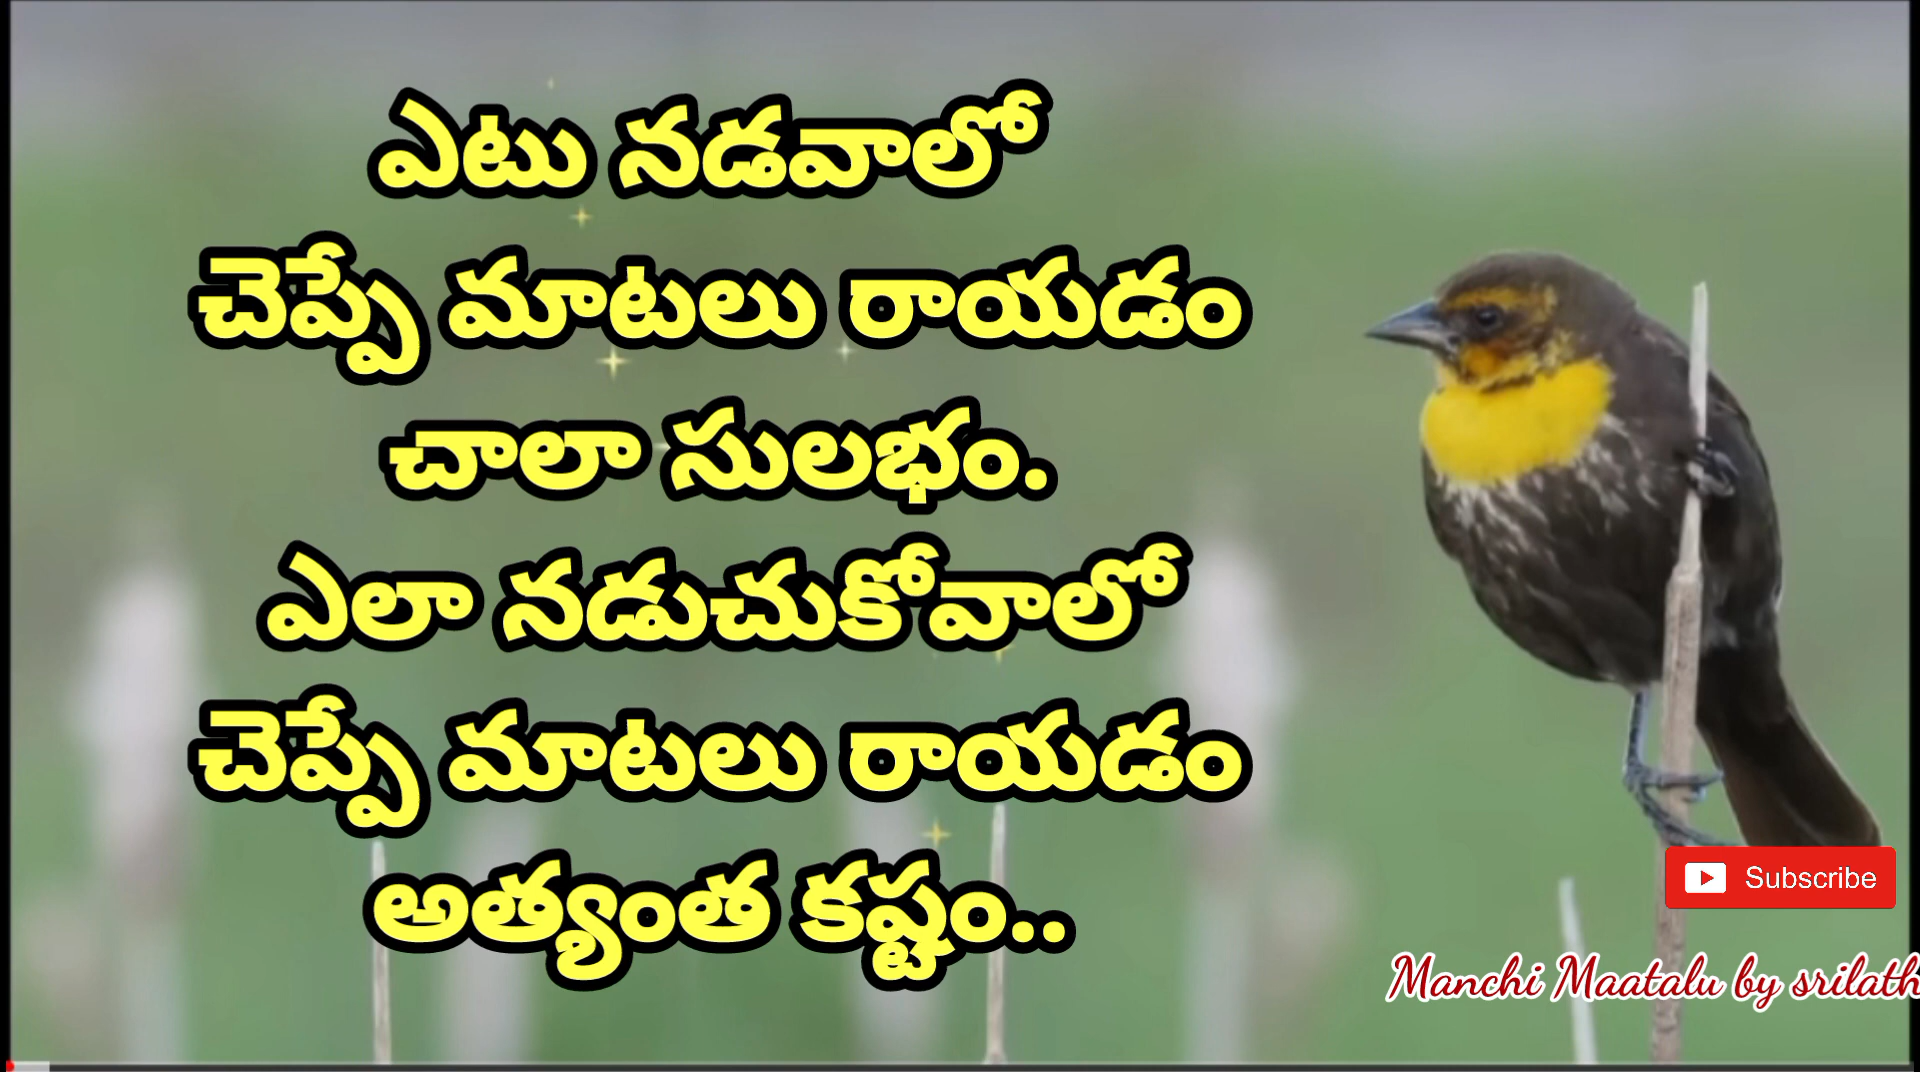 ఎటు నడవాలో
చెప్పే మాటలు రాయడం
చాలా సులభం.
ఎలా నడుచుకోవాలో
చెప్పే మాటలు రాయడం
అత్యంత కష్టం..
Subscribe
Manchi Maatalu by srilath